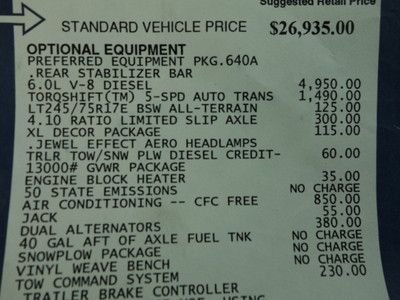 Suggested Retail Price
STANDARD VEHICLE PRICE $26,935.00
OPTIONAL EQUIPMENT
PREFERRED EQUIPMENT PKG.640A
.REAR STABILIZER BAR
6.0L V-8 DIESEL 4,950.00
TORQSHIFT(TM) 5-SPD AUTO TRANS 1,490.00
LT245/75R17E BSW ALL-TERRAIN 125.00
4.10 RATIO LIMITED SLIP AXLE 300.00
XL DECOR PACKAGE 115.00
.JEWEL EFFECT AERO HEADLAMPS
TRLR TOW/SNW PLW DIESEL CREDIT- 60.00
13000# GVWR PACKAGE
ENGINE BLOCK HEATER 35.00
50 STATE EMISSIONS NO CHARGE
AIR CONDITIONING -- CFC FREE 850.00
JACK 55.00
DUAL ALTERNATORS 380.00
40 GAL AFT OF AXLE FUEL TNK NO CHARGE
SNOWPLOW PACKAGE NO CHARGE
VINYL WEAVE BENCH NO CHARGE
TOW COMMAND SYSTEM 230.00
TRAILER BRAKE CONTROLLER
USING